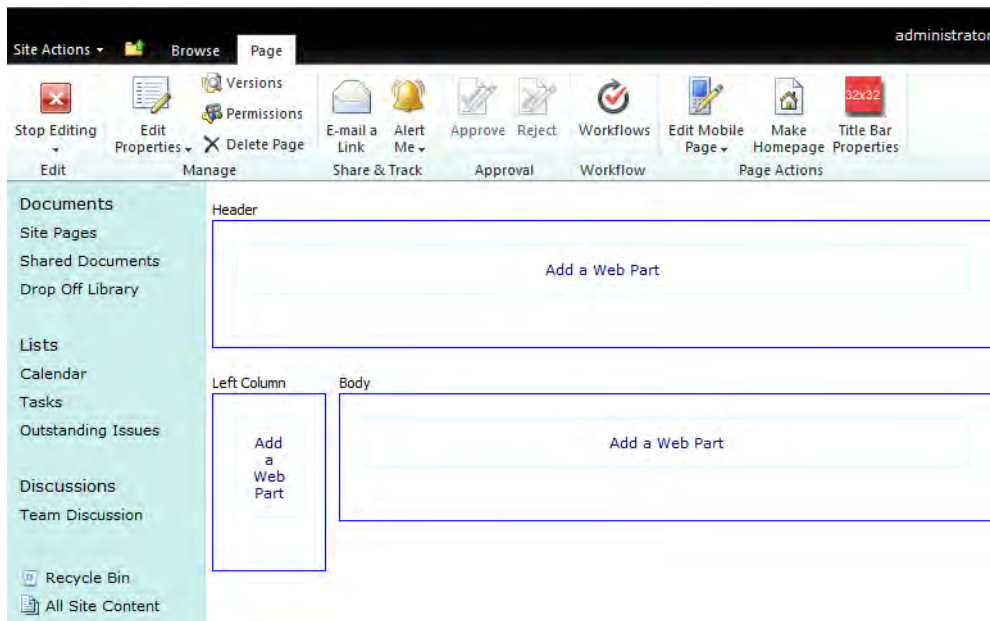 administrator
Site Actions Browse Page
Versions
Permissions
Delete Page
32x32
Stop Editing
Edit Properties
E-mail a Link
Alert Me
Approve
Reject
Workflows
Edit Mobile Page
Make Homepage
Title Bar Properties
Edit
Manage
Share & Track
Approval
Workflow
Page Actions
Documents
Site Pages
Shared Documents
Drop Off Library
Lists
Calendar
Tasks
Outstanding Issues
Discussions
Team Discussion
Recycle Bin
All Site Content
Header
Add a Web Part
Left Column
Body
Add
a
Web
Part
Add a Web Part